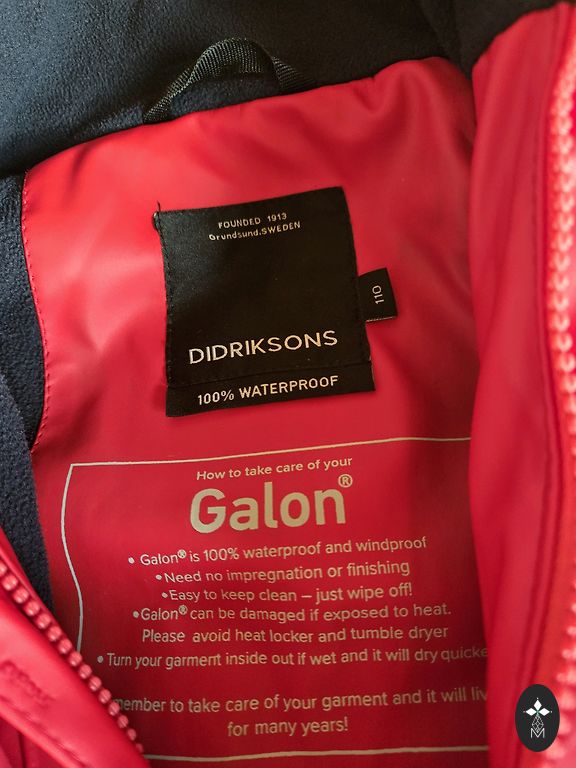 FOUNDED 1913
Grundsund.SWEDEN
110
DIDRIKSONS
100% WATERPROOF
How to take care of your
Galon®
• Galon® is 100% waterproof and windproof
• Need no impregnation or finishing
• Easy to keep clean – just wipe off!
• Galon® can be damaged if exposed to heat.
Please avoid heat locker and tumble dryer
• Turn your garment inside out if wet and it will dry quicke
member to take care of your garment and it will liv
for many years!